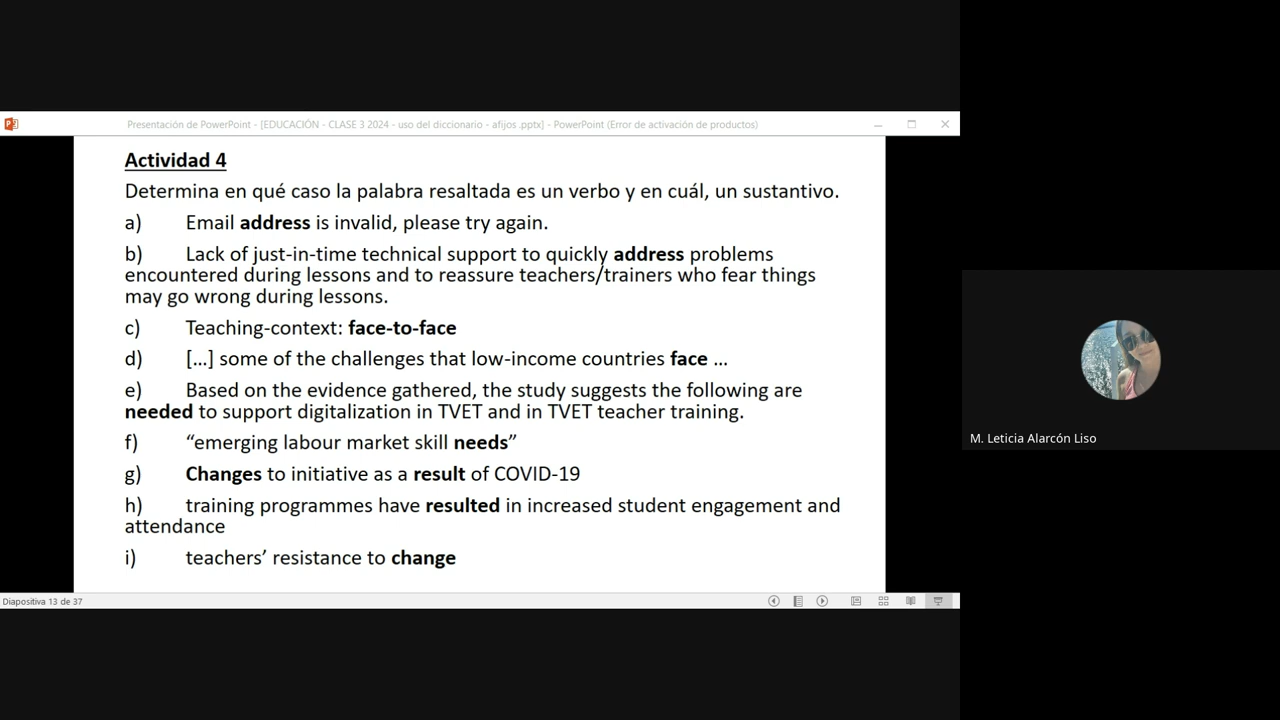 Presentación de PowerPoint - [EDUCACIÓN - CLASE 3 2024 - uso del diccionario - afijos .pptx] - PowerPoint (Error de activación de productos)
Actividad 4
Determina en qué caso la palabra resaltada es un verbo y en cuál, un sustantivo.
a) Email address is invalid, please try again.
b) Lack of just-in-time technical support to quickly address problems
encountered during lessons and to reassure teachers/trainers who fear things
may go wrong during lessons.
c) Teaching-context: face-to-face
d) […] some of the challenges that low-income countries face …
e) Based on the evidence gathered, the study suggests the following are
needed to support digitalization in TVET and in TVET teacher training.
f) “emerging labour market skill needs”
g) Changes to initiative as a result of COVID-19
h) training programmes have resulted in increased student engagement and
attendance
i) teachers’ resistance to change
Diapositiva 13 de 37
M. Leticia Alarcón Liso